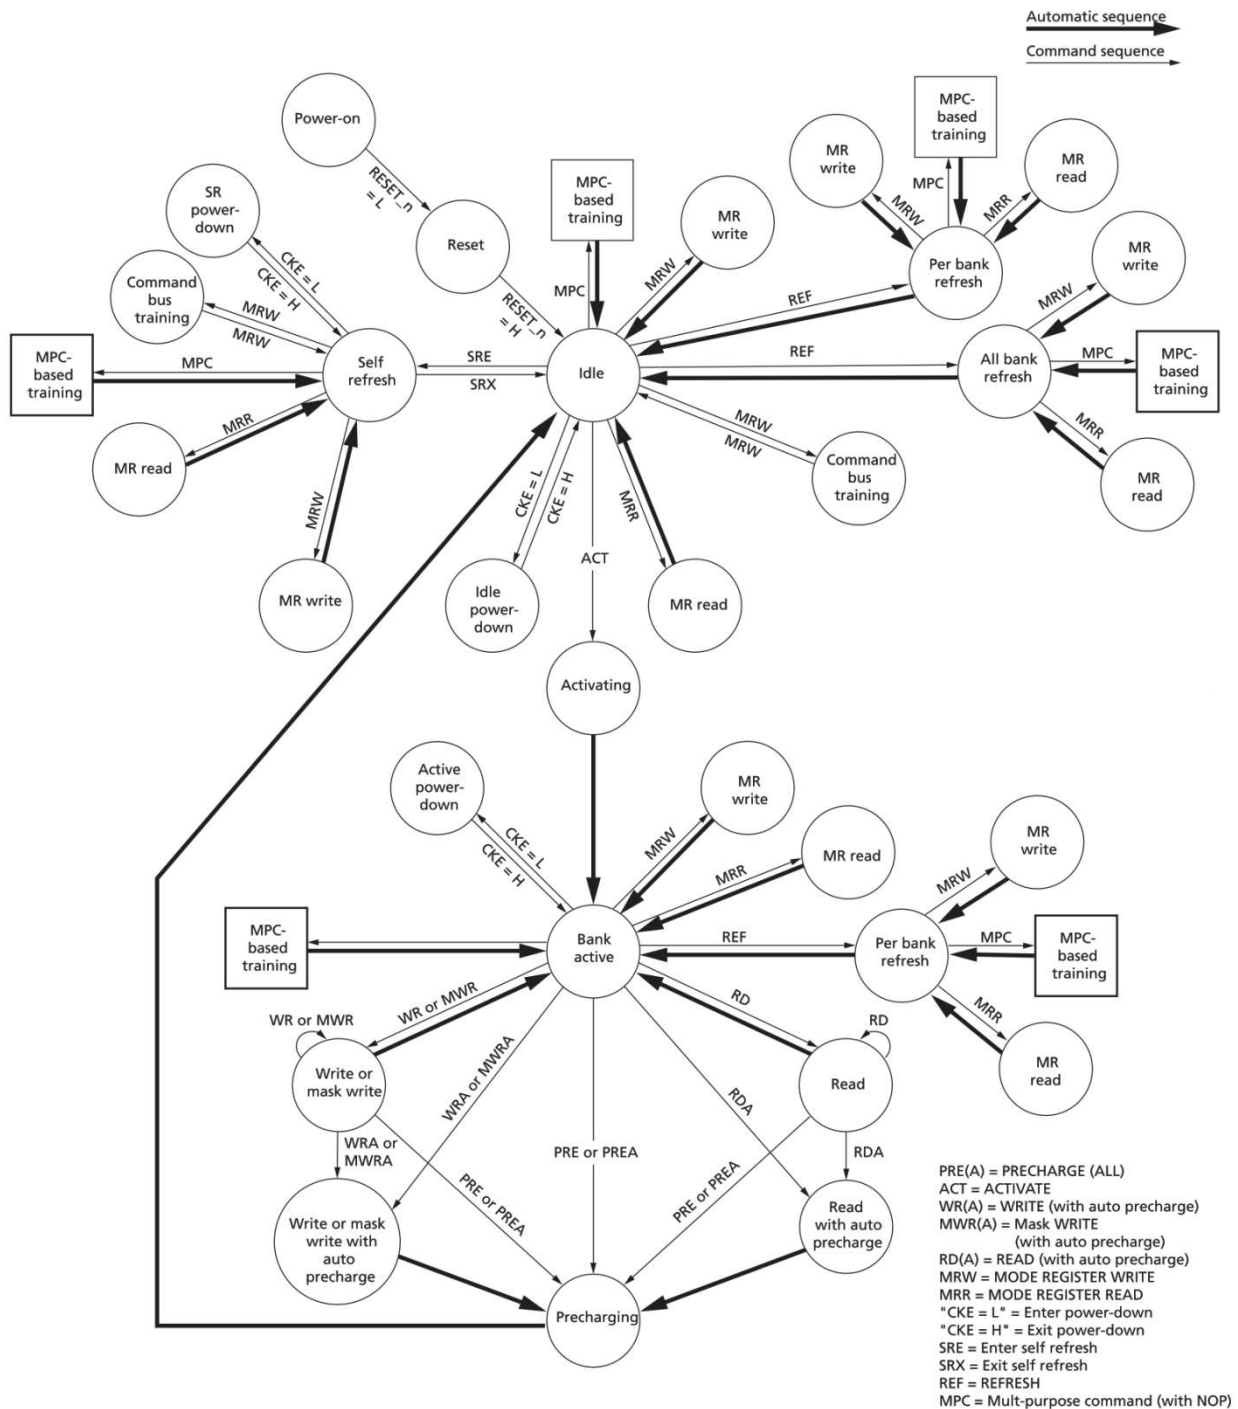 Automatic sequence
Command sequence
Power-on
RESET_n
= L
Reset
RESET_n
= H
SR
power-
down
CKE = L
CKE = H
Command
bus
training
MRW
MRW
MPC-
based
training
MPC
Self
refresh
MRR
MR read
MRW
MR write
SRE
SRX
MPC-
based
training
MPC
MR
write
MRW
Idle
REF
MR
write
MRW
MPC-
based
training
MPC
MR
read
MRR
Per bank
refresh
REF
All bank
refresh
MR
write
MRW
MPC
MPC-
based
training
MRR
MR
read
MRW
MRW
Command
bus
training
CKE = L
CKE = H
Idle
power-
down
ACT
MRR
MR read
Activating
Active
power-
down
CKE = L
CKE = H
MRW
MR
write
MRR
MR read
MPC-
based
training
Bank
active
REF
Per bank
refresh
MRW
MR
write
MPC
MPC-
based
training
MRR
MR
read
WR or MWR
WR or MWR
Write or
mask write
WRA or
MWRA
WRA or MWRA
PRE or PREA
PRE or PREA
PRE or PREA
RD
RD
Read
RDA
RDA
Write or mask
write with
auto
precharge
Read
with auto
precharge
Precharging
PRE(A) = PRECHARGE (ALL)
ACT = ACTIVATE
WR(A) = WRITE (with auto precharge)
MWR(A) = Mask WRITE
(with auto precharge)
RD(A) = READ (with auto precharge)
MRW = MODE REGISTER WRITE
MRR = MODE REGISTER READ
"CKE = L" = Enter power-down
"CKE = H" = Exit power-down
SRE = Enter self refresh
SRX = Exit self refresh
REF = REFRESH
MPC = Mult-purpose command (with NOP)